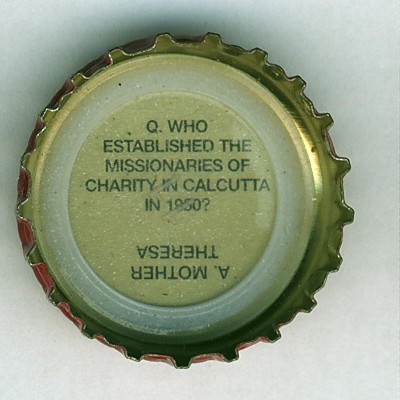 Q. WHO
ESTABLISHED THE
MISSIONARIES OF
CHARITY IN CALCUTTA
IN 1950?
A. MOTHER
THERESA